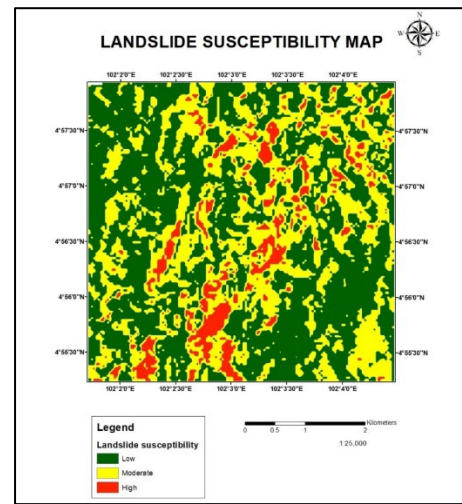 N
LANDSLIDE SUSCEPTIBILITY MAP
W E
S
102°2'0"E 102°2'30"E 102°3'0"E 102°3'30"E 102°4'0"E
4°57'30"N 4°57'30"N
4°57'0"N 4°57'0"N
4°56'30"N 4°56'30"N
4°56'0"N 4°56'0"N
4°55'30"N 4°55'30"N
102°2'0"E 102°2'30"E 102°3'0"E 102°3'30"E 102°4'0"E
Legend
Landslide susceptibility
Low
Moderate
High
Kilometers
0 0.5 1 2
1:25,000